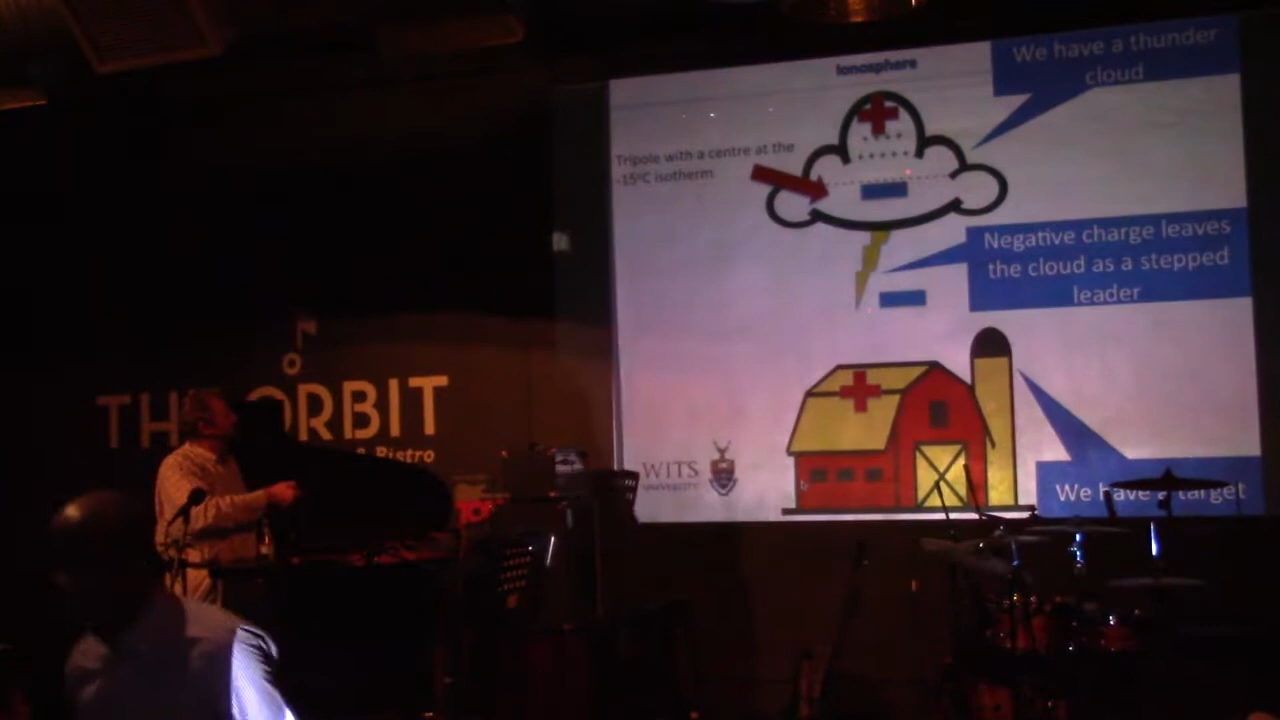 Ionosphere
We have a thunder
cloud
Tripole with a centre at the
-15ºC isotherm
Negative charge leaves
the cloud as a stepped
leader
We have a target
WITS
UNIVERSITY
THE ORBIT
& Bistro